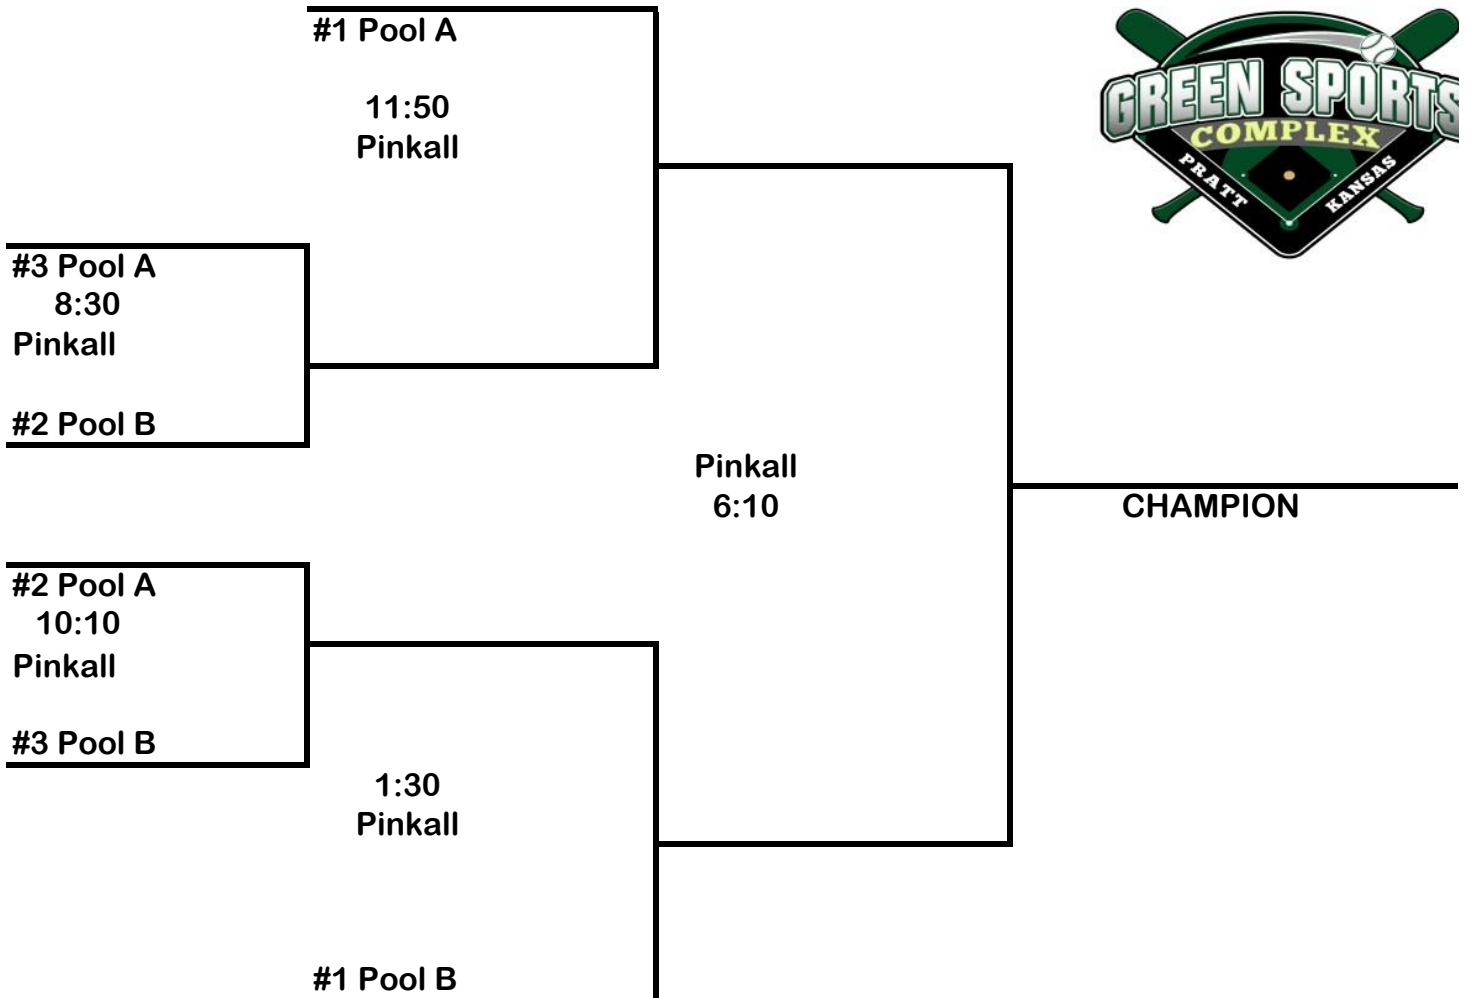 #1 Pool A
11:50
Pinkall
GREEN SPORTS
COMPLEX
PRATT KANSAS
#3 Pool A
8:30
Pinkall
#2 Pool B
Pinkall
6:10
CHAMPION
#2 Pool A
10:10
Pinkall
#3 Pool B
1:30
Pinkall
#1 Pool B